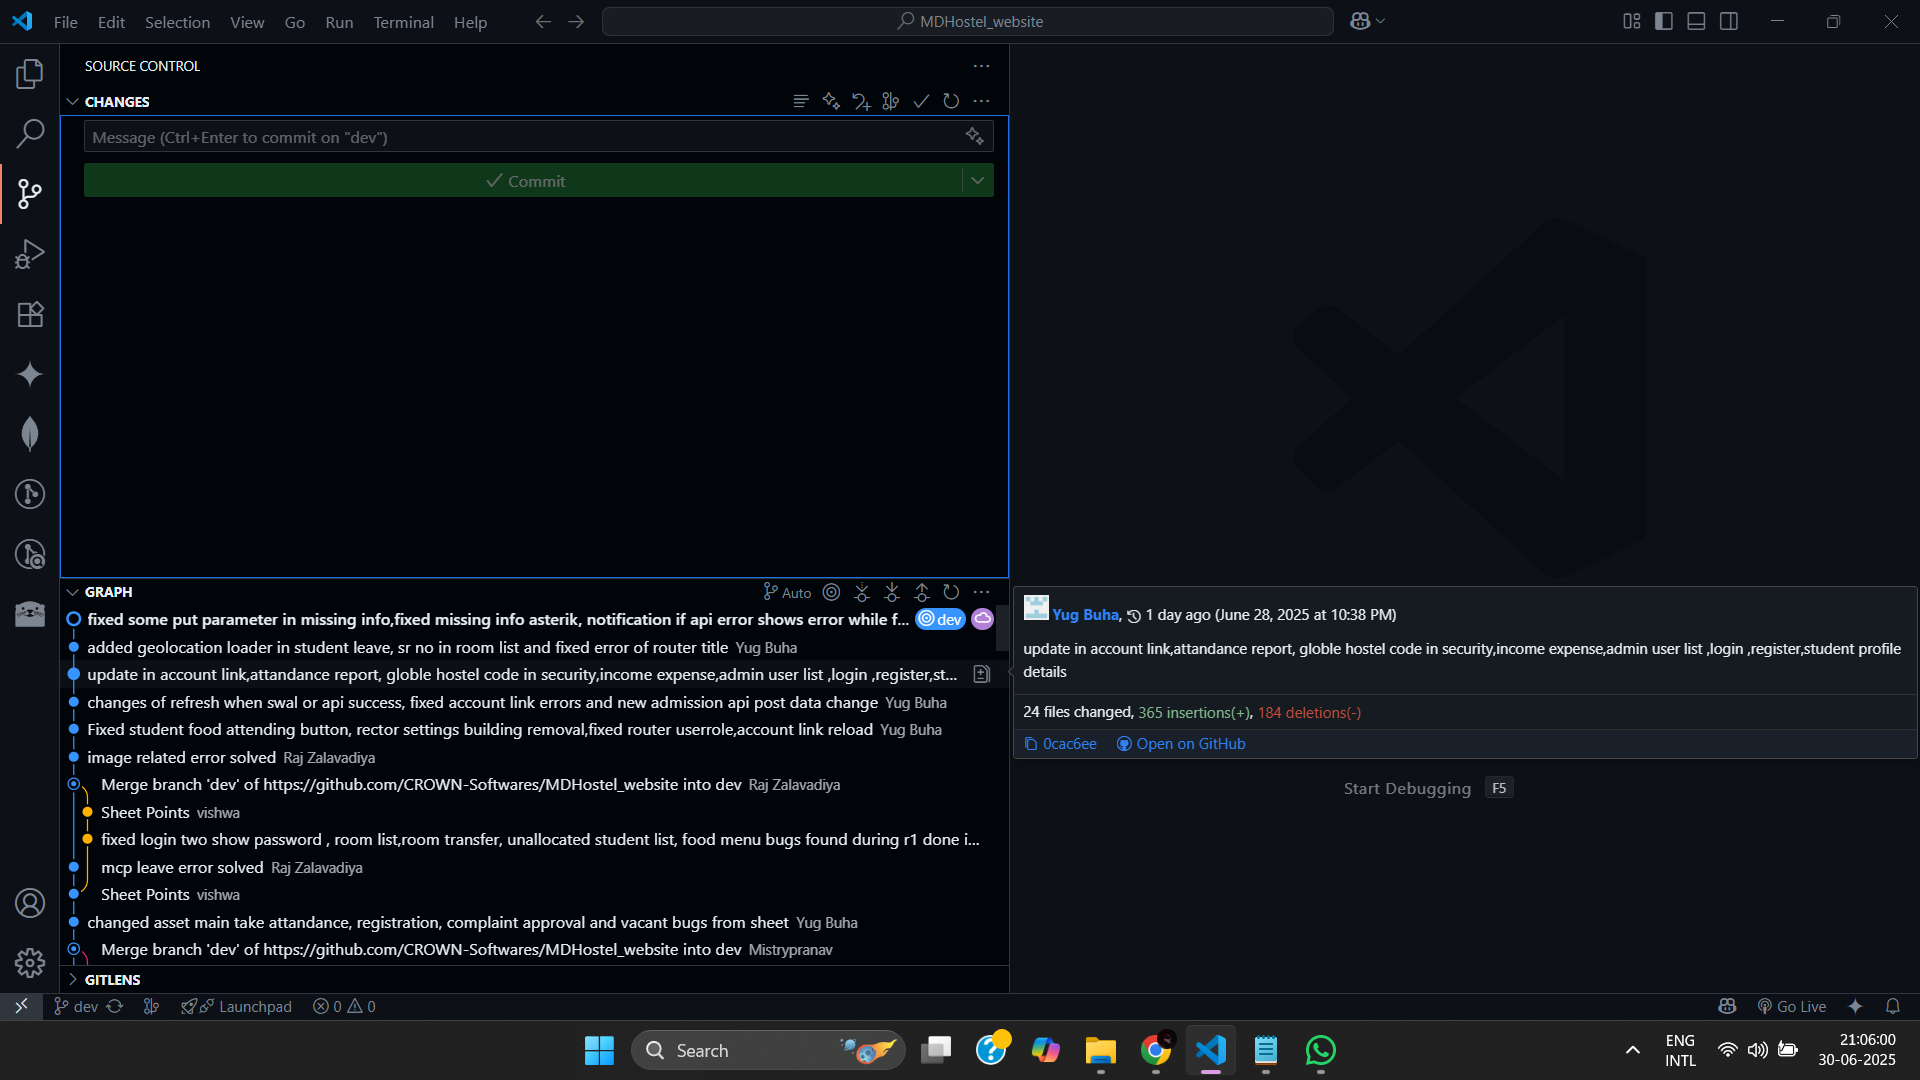 File Edit Selection View Go Run Terminal Help
MDHostel_website
SOURCE CONTROL
CHANGES
Message (Ctrl+Enter to commit on "dev")
Commit
GRAPH
Auto
fixed some put parameter in missing info,fixed missing info asterik, notification if api error shows error while f... dev
added geolocation loader in student leave, sr no in room list and fixed error of router title Yug Buha
update in account link,attandance report, globle hostel code in security,income expense,admin user list ,login ,register,st...
changes of refresh when swal or api success, fixed account link errors and new admission api post data change Yug Buha
Fixed student food attending button, rector settings building removal,fixed router userrole,account link reload Yug Buha
image related error solved Raj Zalavadiya
Merge branch 'dev' of https://github.com/CROWN-Softwares/MDHostel_website into dev Raj Zalavadiya
Sheet Points vishwa
fixed login two show password , room list,room transfer, unallocated student list, food menu bugs found during r1 done i...
mcp leave error solved Raj Zalavadiya
Sheet Points vishwa
changed asset main take attandance, registration, complaint approval and vacant bugs from sheet Yug Buha
Merge branch 'dev' of https://github.com/CROWN-Softwares/MDHostel_website into dev Mistrypranav
GITLENS
Yug Buha, 1 day ago (June 28, 2025 at 10:38 PM)
update in account link,attandance report, globle hostel code in security,income expense,admin user list ,login ,register,student profile
details
24 files changed, 365 insertions(+), 184 deletions(-)
0cac6ee Open on GitHub
Start Debugging F5
dev Launchpad 0 0
Go Live
Search
ENG
INTL
21:06:00
30-06-2025